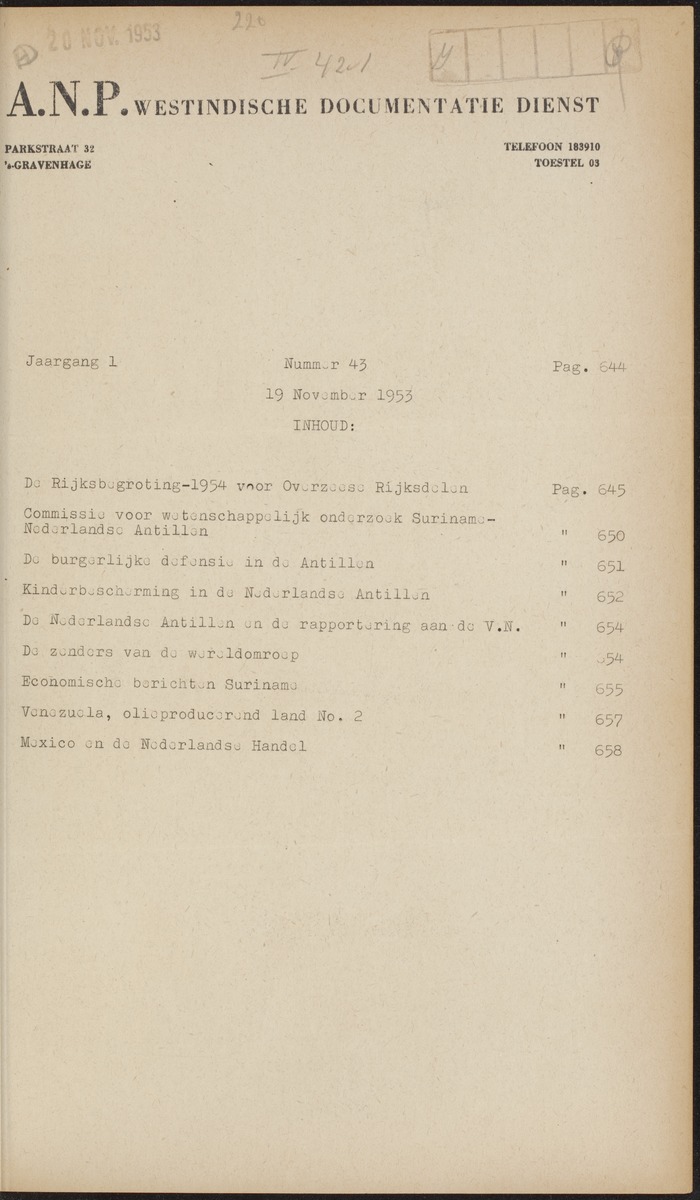 20 NOV. 1953
220
IV. 42.1
A.N.P. WESTINDISCHE DOCUMENTATIE DIENST
PARKSTRAAT 32
's-GRAVENHAGE
TELEFOON 183910
TOESTEL 03
Jaargang 1 Nummer 43 Pag. 644
19 November 1953
INHOUD:
De Rijksbegroting-1954 voor Overzeese Rijksdelen Pag. 645
Commissie voor wetenschappelijk onderzoek Suriname-
Nederlandse Antillen " 650
De burgerlijke defensie in de Antillen " 651
Kinderbescherming in de Nederlandse Antillen " 652
De Nederlandse Antillen en de rapportering aan de V.N. " 654
De zenders van de wereldomroep " 654
Economische berichten Suriname " 655
Venezuela, olieproducerend land No. 2 " 657
Mexico en de Nederlandse Handel " 658